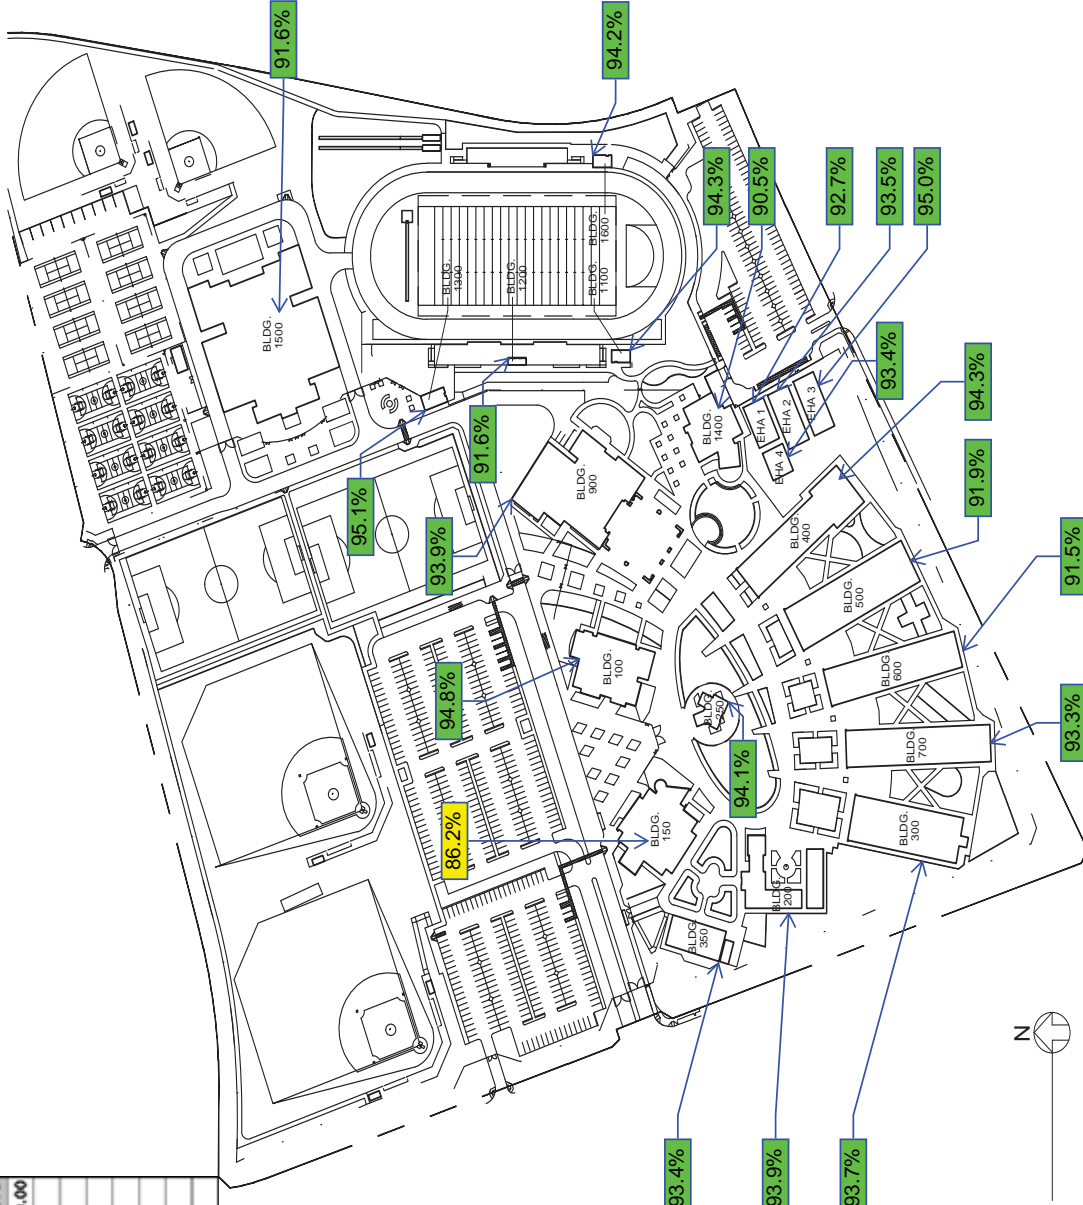 91.6%
94.2%
BLDG.
1500
BLDG.
1300
BLDG.
1200
BLDG.
1600
BLDG.
1100
94.3%
90.5%
92.7%
93.5%
95.0%
95.1%
91.6%
93.9%
BLDG.
900
BLDG.
1400
EHA 1
EHA 2
EHA 3
EHA 4
93.4%
94.3%
91.9%
91.5%
93.3%
BLDG.
400
BLDG.
500
BLDG.
600
BLDG.
700
BLDG.
300
94.8%
BLDG.
100
BLDG.
250
94.1%
86.2%
BLDG.
150
BLDG.
200
BLDG.
350
93.4%
93.9%
93.7%
N
.00